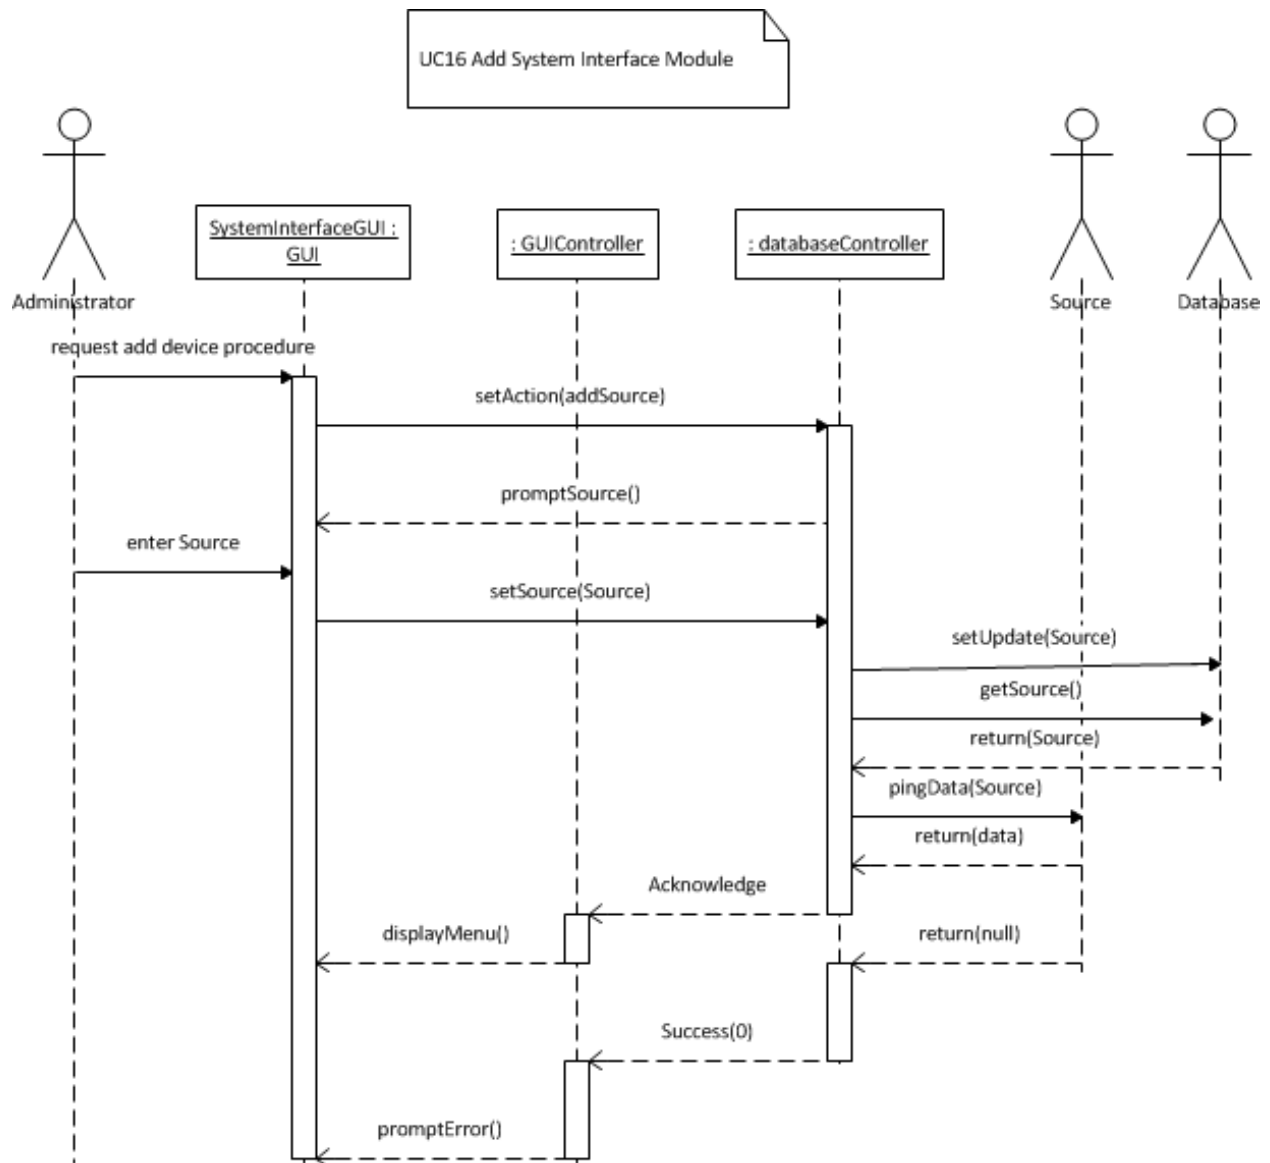 UC16 Add System Interface Module
SystemInterfaceGUI :
GUI
: GUIController
: databaseController
Administrator
Source
Database
request add device procedure
setAction(addSource)
promptSource()
enter Source
setSource(Source)
setUpdate(Source)
getSource()
return(Source)
pingData(Source)
return(data)
Acknowledge
displayMenu()
return(null)
Success(0)
promptError()